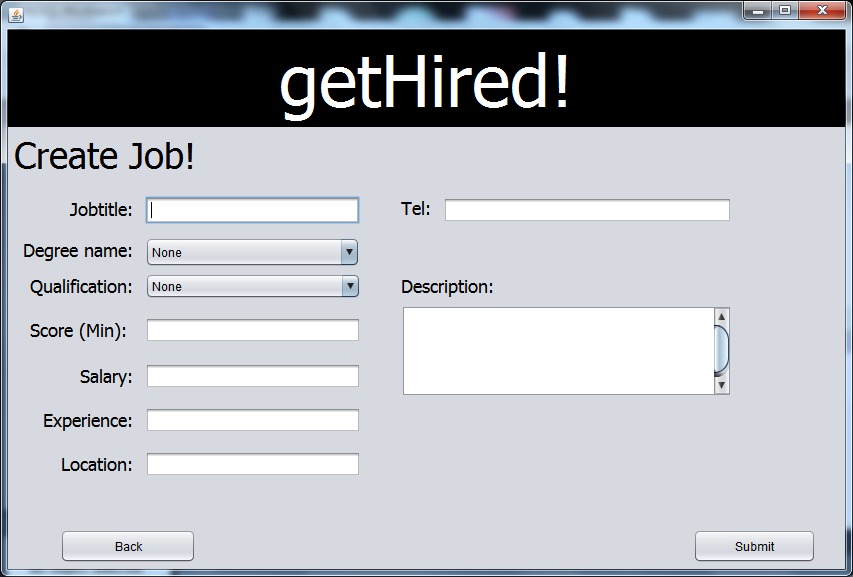 getHired!
Create Job!
Jobtitle:
Tel:
Degree name: None
Qualification: None
Description:
Score (Min):
Salary:
Experience:
Location:
Back
Submit